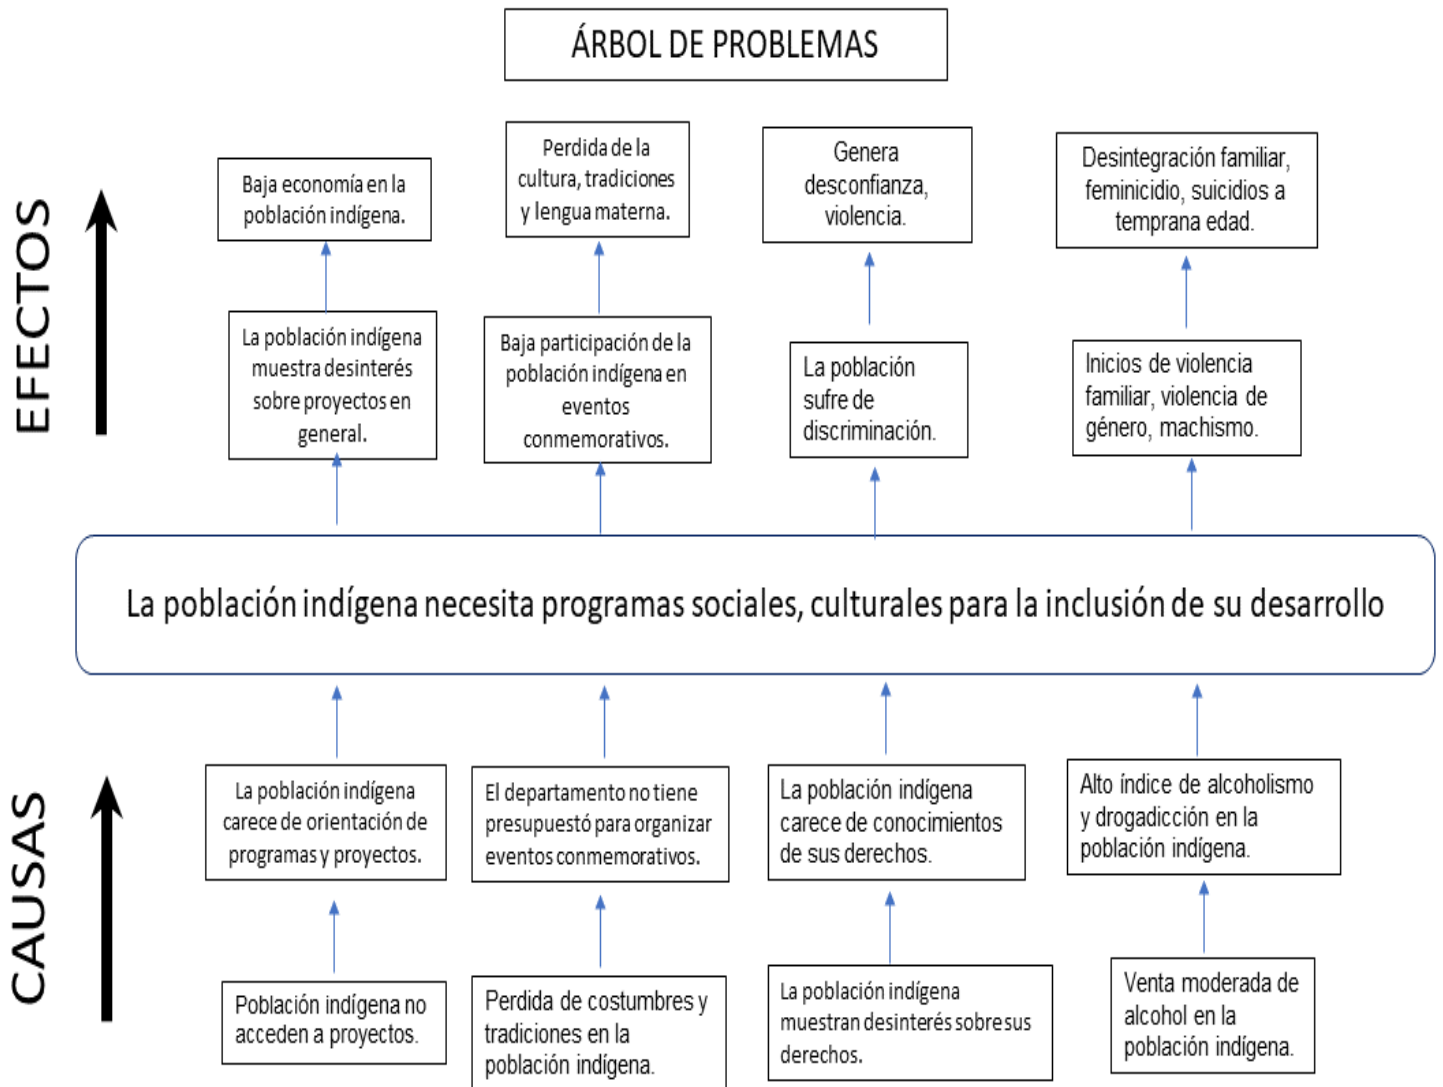 ÁRBOL DE PROBLEMAS
EFECTOS
Baja economía en la
población indígena.
Perdida de la
cultura, tradiciones
y lengua materna.
Genera
desconfianza,
violencia.
Desintegración familiar,
feminicidio, suicidios a
temprana edad.
La población indígena
muestra desinterés
sobre proyectos en
general.
Baja participación de la
población indígena en
eventos
conmemorativos.
La población
sufre de
discriminación.
Inicios de violencia
familiar, violencia de
género, machismo.
La población indígena necesita programas sociales, culturales para la inclusión de su desarrollo
CAUSAS
La población indígena
carece de orientación de
programas y proyectos.
El departamento no tiene
presupuestó para organizar
eventos conmemorativos.
La población indígena
carece de conocimientos
de sus derechos.
Alto índice de alcoholismo
y drogadicción en la
población indígena.
Población indígena no
acceden a proyectos.
Perdida de costumbres y
tradiciones en la
población indígena.
La población indígena
muestran desinterés sobre sus
derechos.
Venta moderada de
alcohol en la
población indígena.